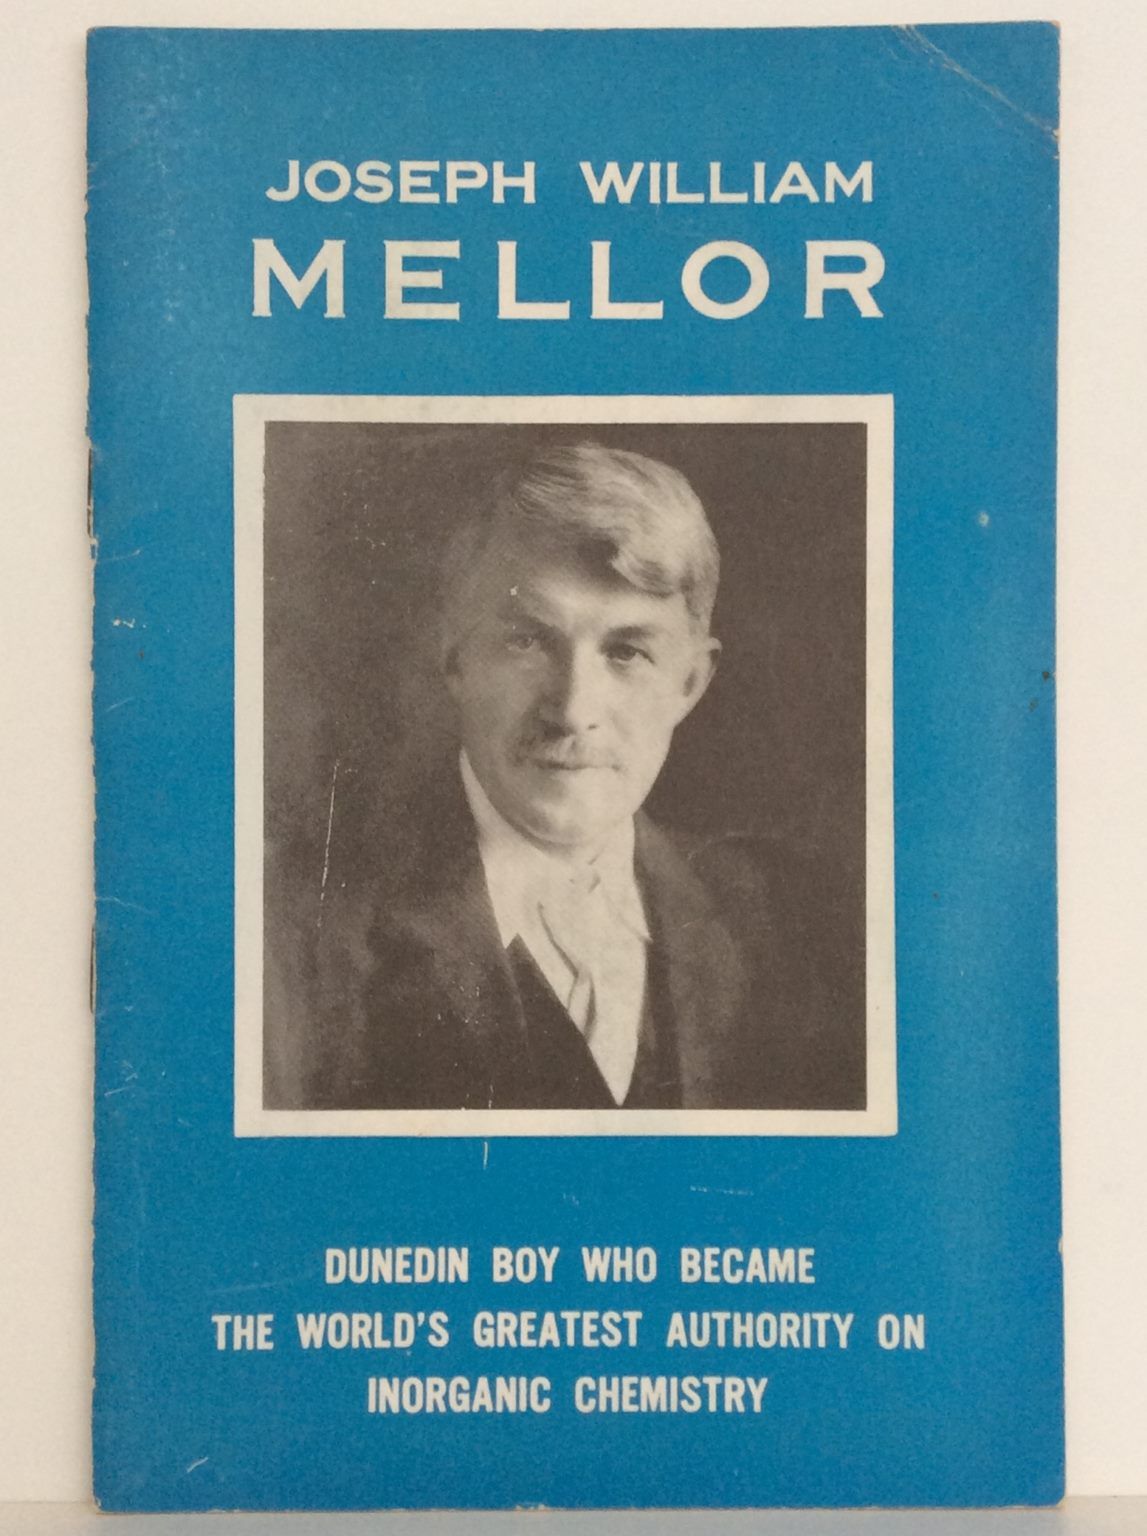 JOSEPH WILLIAM
MELLOR
DUNEDIN BOY WHO BECAME
THE WORLD'S GREATEST AUTHORITY ON
INORGANIC CHEMISTRY